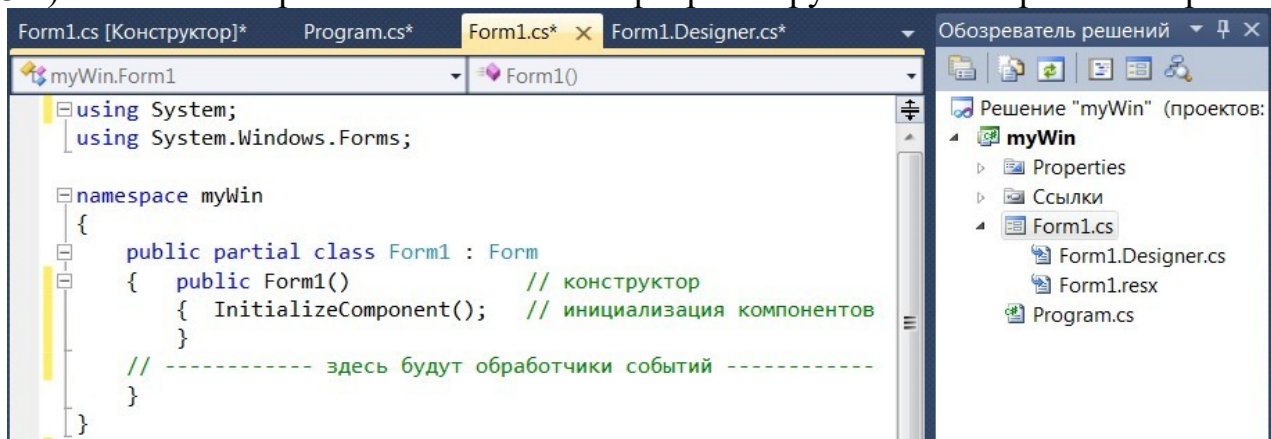 Form1.cs [Конструктор]* Program.cs* Form1.cs* Form1.Designer.cs*
myWin.Form1 Form1()
using System;
using System.Windows.Forms;
namespace myWin
{
public partial class Form1 : Form
{ public Form1() // конструктор
{ InitializeComponent(); // инициализация компонентов
}
// ------------ здесь будут обработчики событий ------------
}
}
Обозреватель решений
Решение "myWin" (проектов:
myWin
Properties
Ссылки
Form1.cs
Form1.Designer.cs
Form1.resx
Program.cs